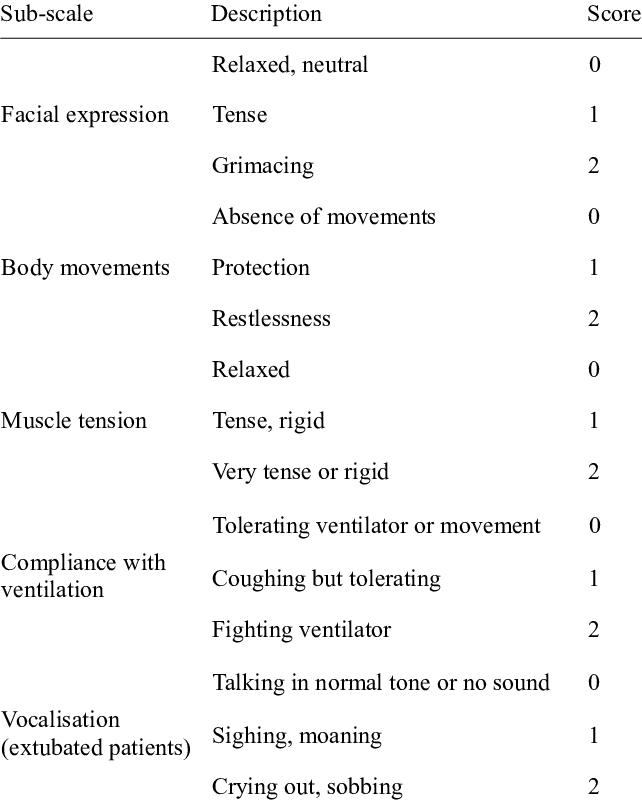 Sub-scale Description Score
Relaxed, neutral 0
Facial expression Tense 1
Grimacing 2
Absence of movements 0
Body movements Protection 1
Restlessness 2
Relaxed 0
Muscle tension Tense, rigid 1
Very tense or rigid 2
Tolerating ventilator or movement 0
Compliance with
ventilation Coughing but tolerating 1
Fighting ventilator 2
Talking in normal tone or no sound 0
Vocalisation
(extubated patients) Sighing, moaning 1
Crying out, sobbing 2